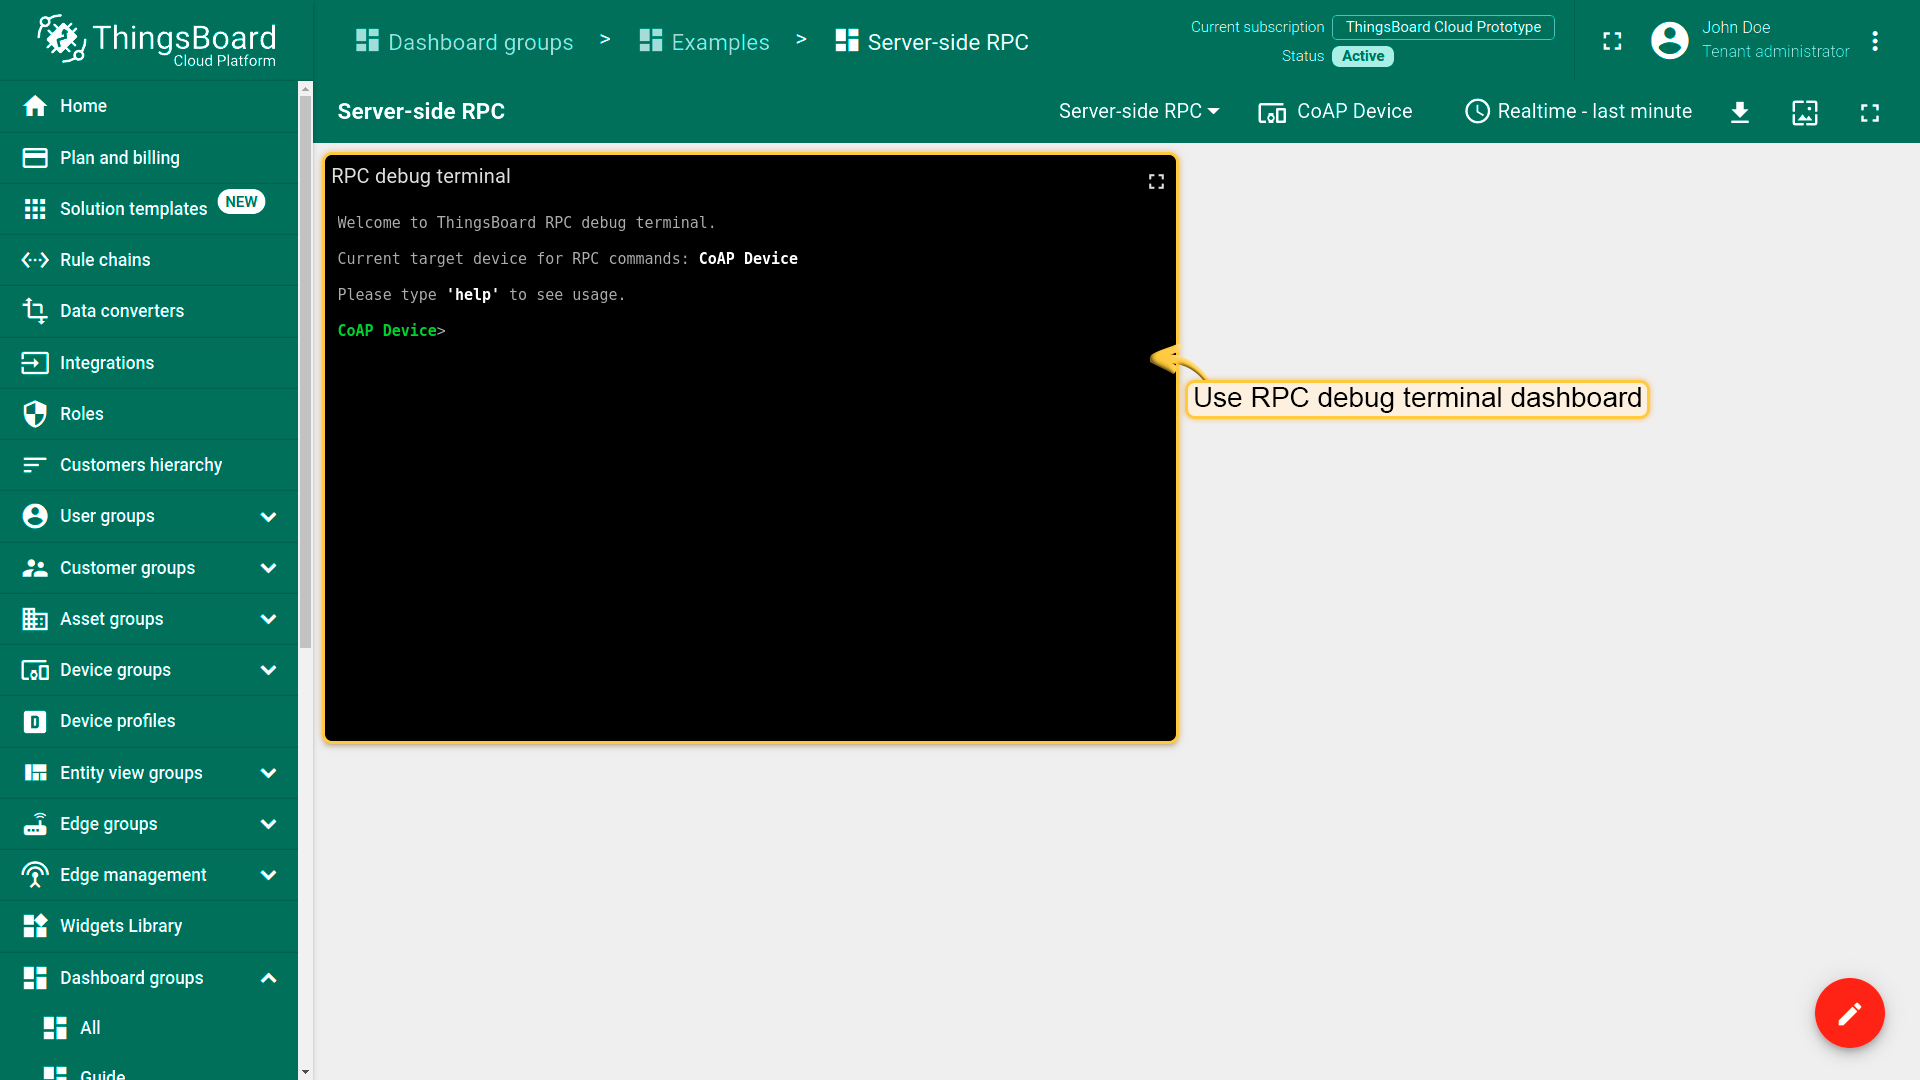 ThingsBoard
Cloud Platform
Dashboard groups > Examples > Server-side RPC
Current subscription ThingsBoard Cloud Prototype
Status Active
John Doe
Tenant administrator
Server-side RPC
Server-side RPC
CoAP Device
Realtime - last minute
Home
Plan and billing
Solution templates NEW
Rule chains
Data converters
Integrations
Roles
Customers hierarchy
User groups
Customer groups
Asset groups
Device groups
Device profiles
Entity view groups
Edge groups
Edge management
Widgets Library
Dashboard groups
All
Guide
RPC debug terminal
Welcome to ThingsBoard RPC debug terminal.
Current target device for RPC commands: CoAP Device
Please type 'help' to see usage.
CoAP Device>
Use RPC debug terminal dashboard